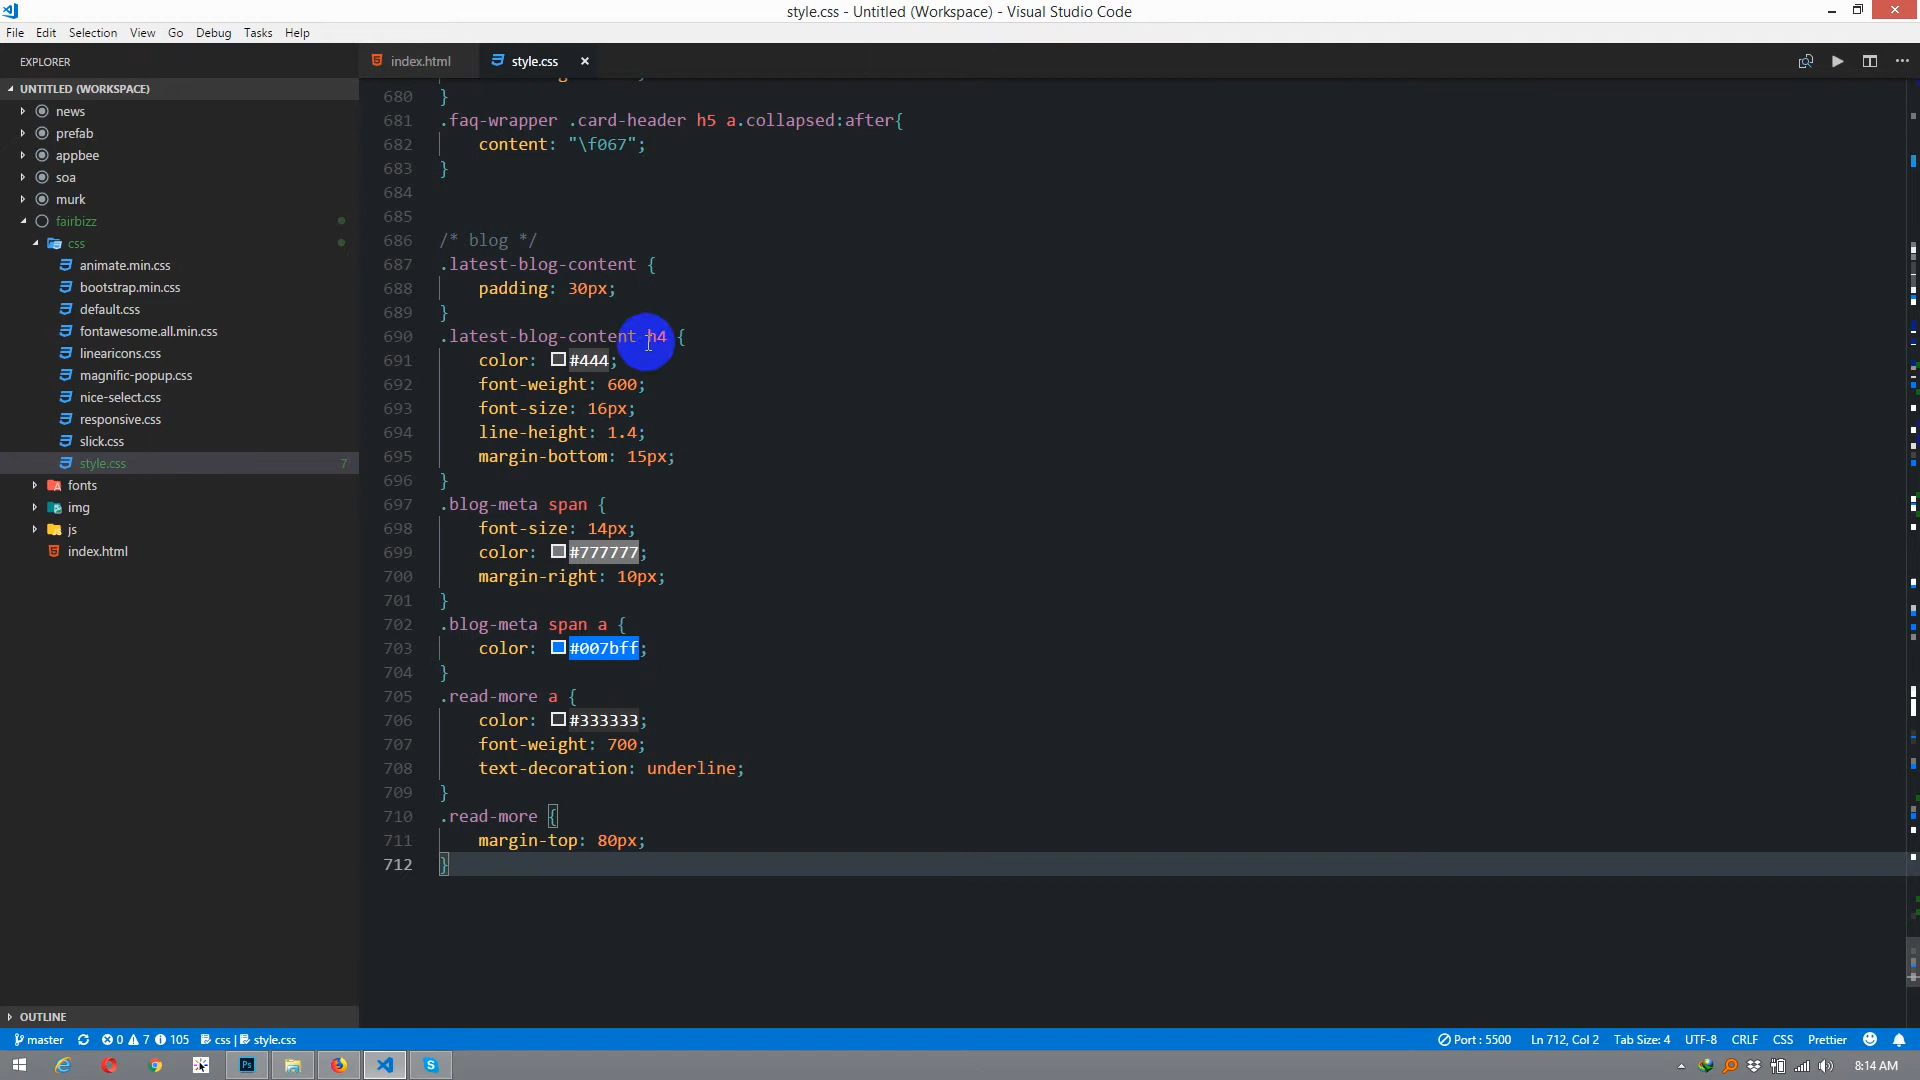 style.css - Untitled (Workspace) - Visual Studio Code
File Edit Selection View Go Debug Tasks Help
EXPLORER
index.html
style.css
UNTITLED (WORKSPACE)
news
prefab
appbee
soa
murk
fairbizz
css
animate.min.css
bootstrap.min.css
default.css
fontawesome.all.min.css
linearicons.css
magnific-popup.css
nice-select.css
responsive.css
slick.css
style.css 7
fonts
img
js
index.html
OUTLINE
680 }
681 .faq-wrapper .card-header h5 a.collapsed:after{
682 content: "\f067";
683 }
684
685
686 /* blog */
687 .latest-blog-content {
688 padding: 30px;
689 }
690 .latest-blog-content h4 {
691 color: #444;
692 font-weight: 600;
693 font-size: 16px;
694 line-height: 1.4;
695 margin-bottom: 15px;
696 }
697 .blog-meta span {
698 font-size: 14px;
699 color: #777777;
700 margin-right: 10px;
701 }
702 .blog-meta span a {
703 color: #007bff;
704 }
705 .read-more a {
706 color: #333333;
707 font-weight: 700;
708 text-decoration: underline;
709 }
710 .read-more {
711 margin-top: 80px;
712 }
master 0 7 105 css | style.css
Port : 5500 Ln 712, Col 2 Tab Size: 4 UTF-8 CRLF CSS Prettier
Ps
8:14 AM